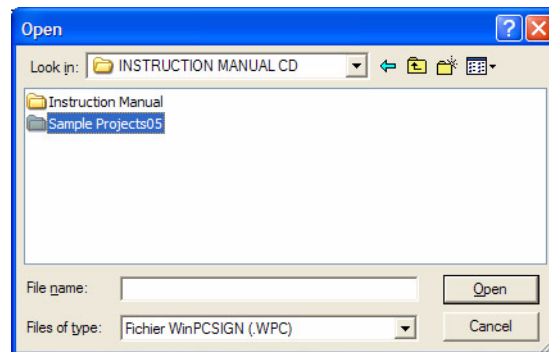 Open
Look in: INSTRUCTION MANUAL CD
Instruction Manual
Sample Projects05
File name:
Open
Files of type: Fichier WinPCSIGN (.WPC)
Cancel